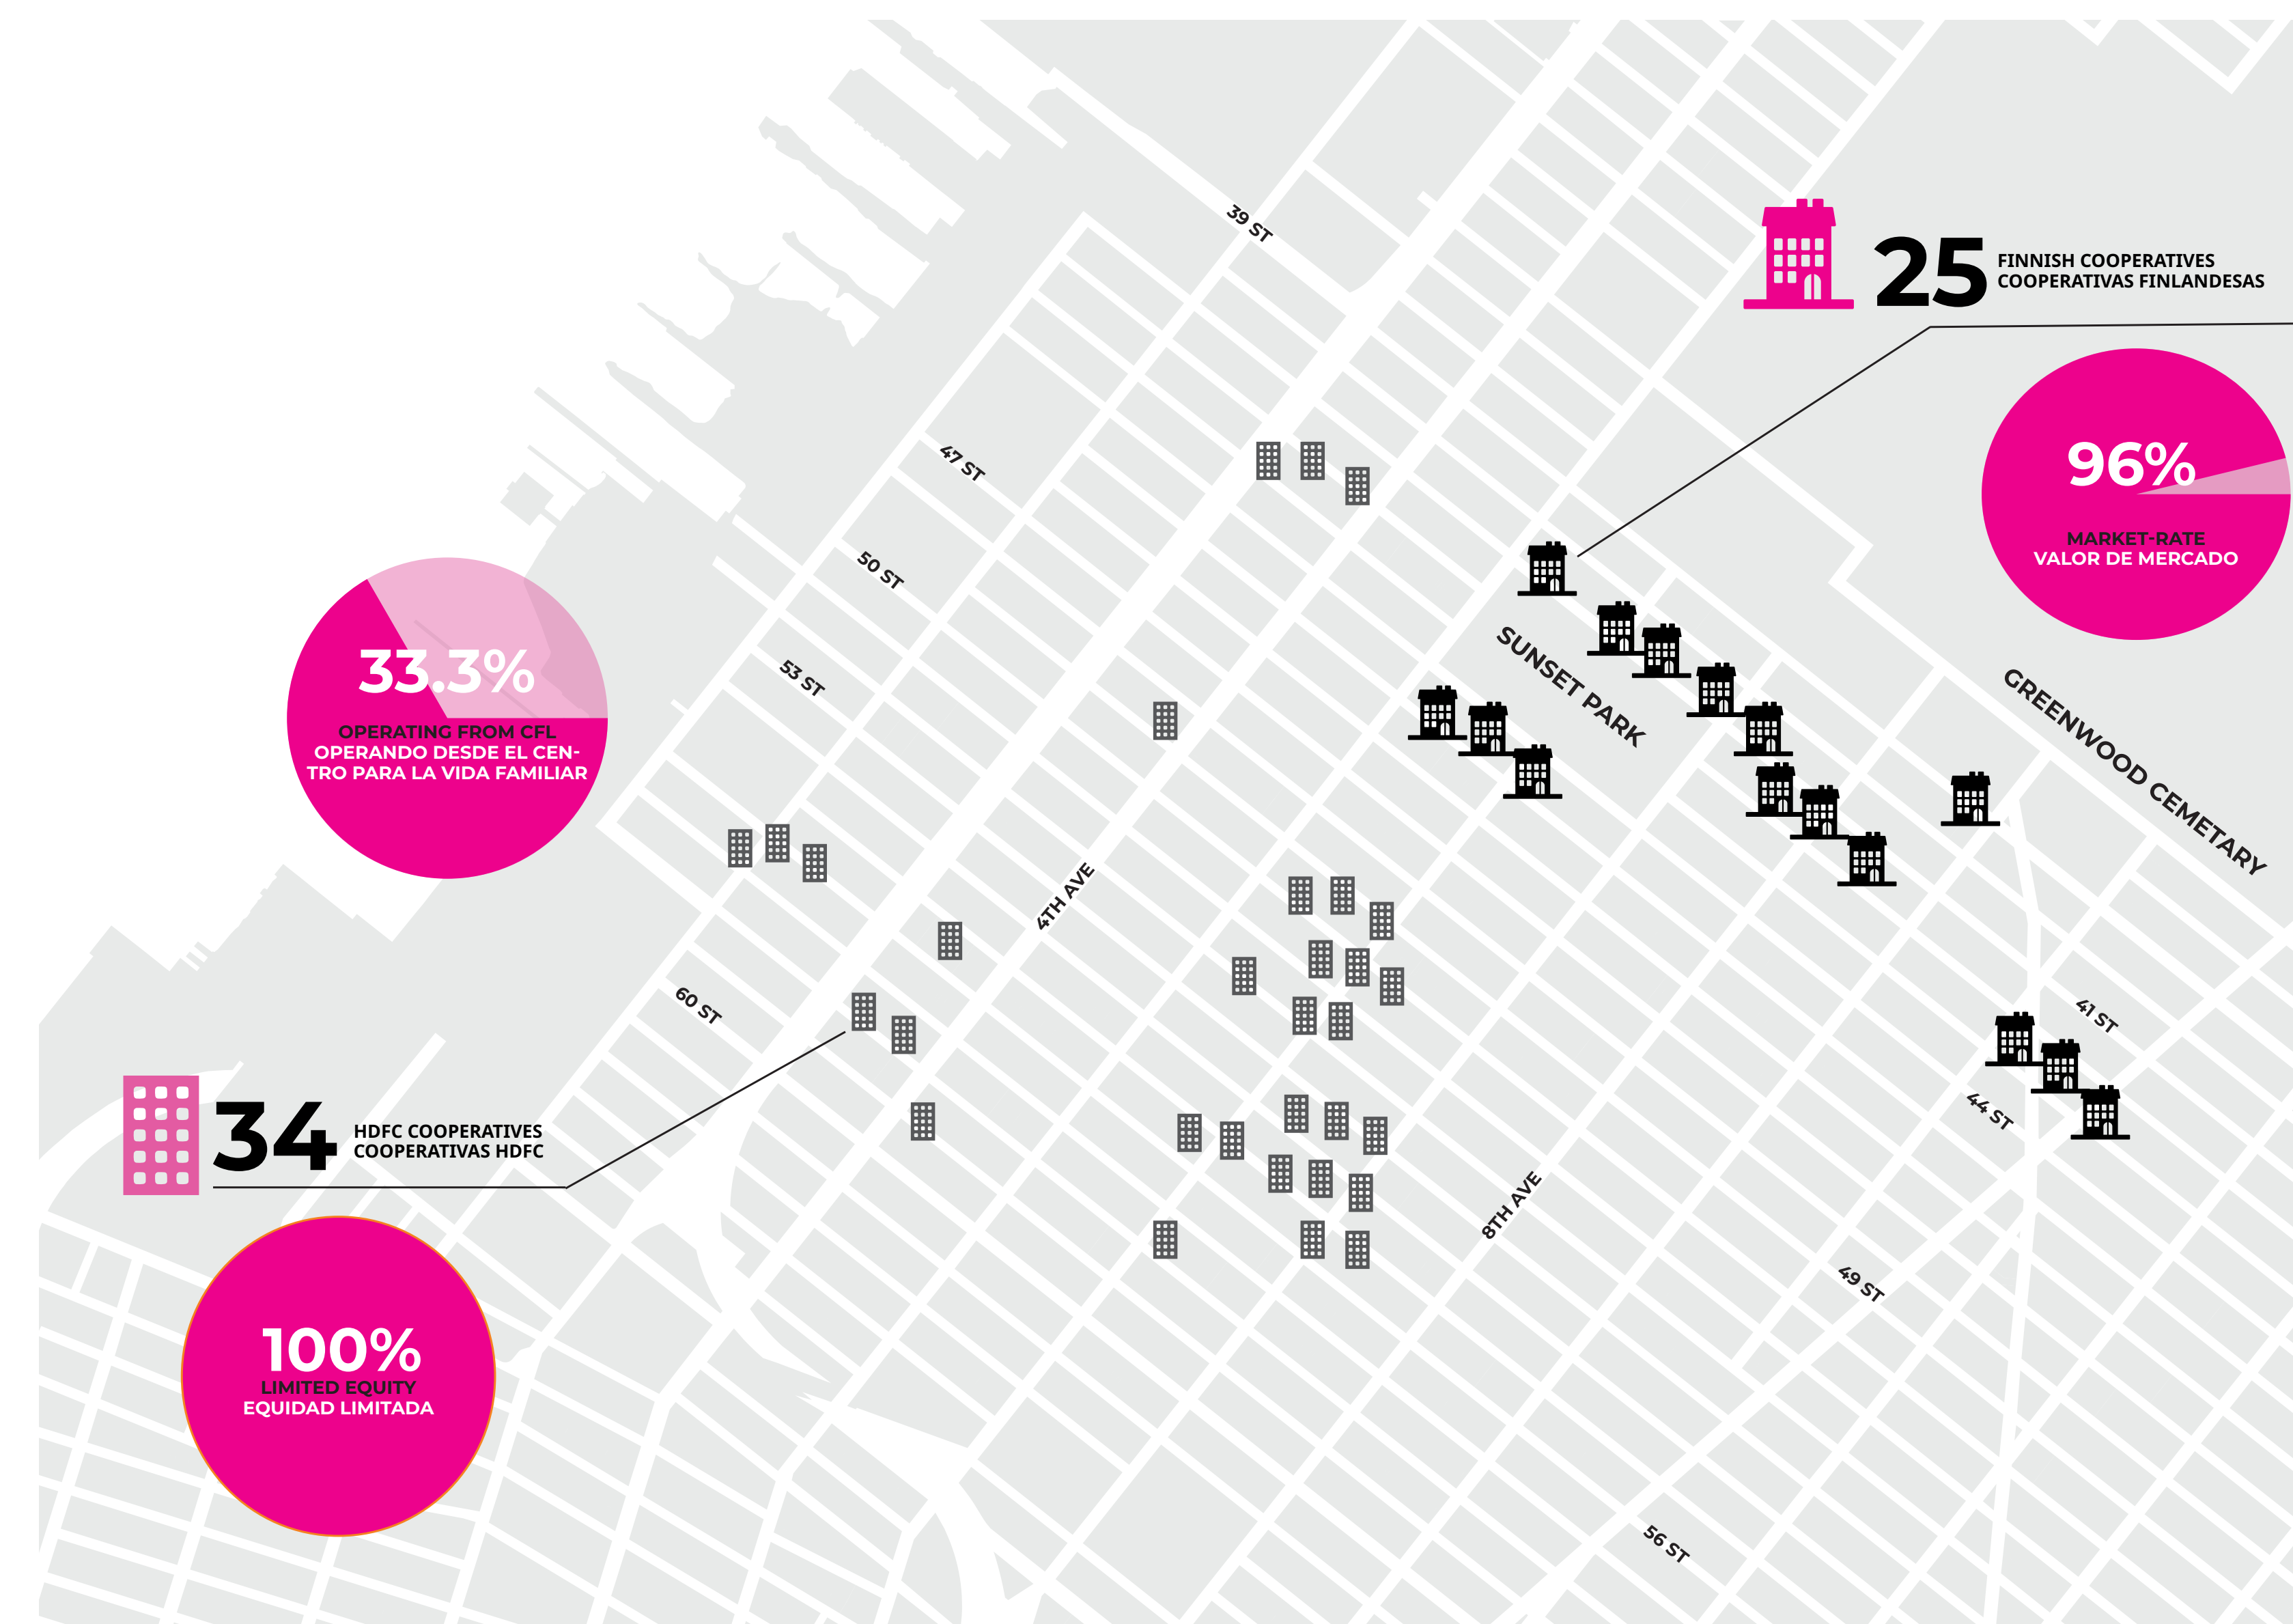 39 ST
25
FINNISH COOPERATIVES
COOPERATIVAS FINLANDESAS
47 ST
96%
MARKET-RATE
VALOR DE MERCADO
50 ST
33.3%
OPERATING FROM CFL
OPERANDO DESDE EL CEN-
TRO PARA LA VIDA FAMILIAR
53 ST
SUNSET PARK
GREENWOOD CEMETARY
4TH AVE
60 ST
41 ST
34
HDFC COOPERATIVES
COOPERATIVAS HDFC
44 ST
8TH AVE
49 ST
100%
LIMITED EQUITY
EQUIDAD LIMITADA
56 ST